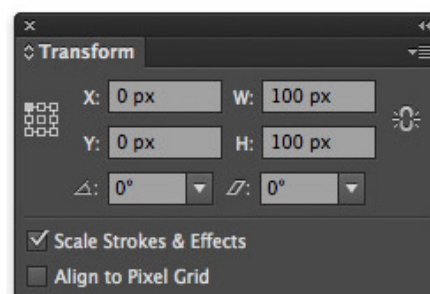 Transform
X: 0 px W: 100 px
Y: 0 px H: 100 px
: 0° : 0°
Scale Strokes & Effects
Align to Pixel Grid